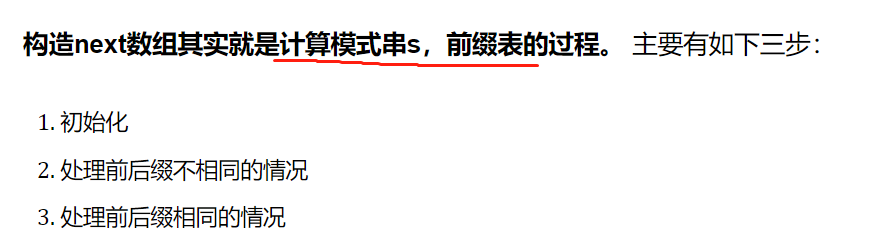 构造next数组其实就是计算模式串s，前缀表的过程。 主要有如下三步：
1. 初始化
2. 处理前后缀不相同的情况
3. 处理前后缀相同的情况